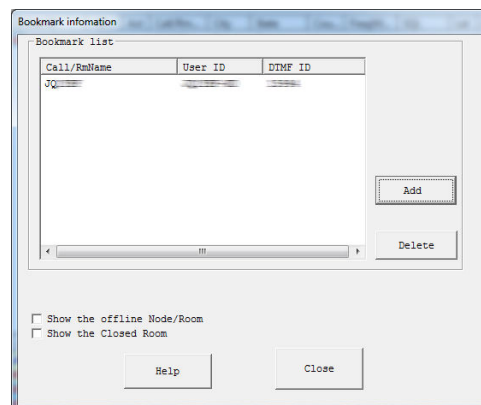 Bookmark infomation
Bookmark list
Call/RmName User ID DTMF ID
Add
Delete
Show the offline Node/Room
Show the Closed Room
Help Close